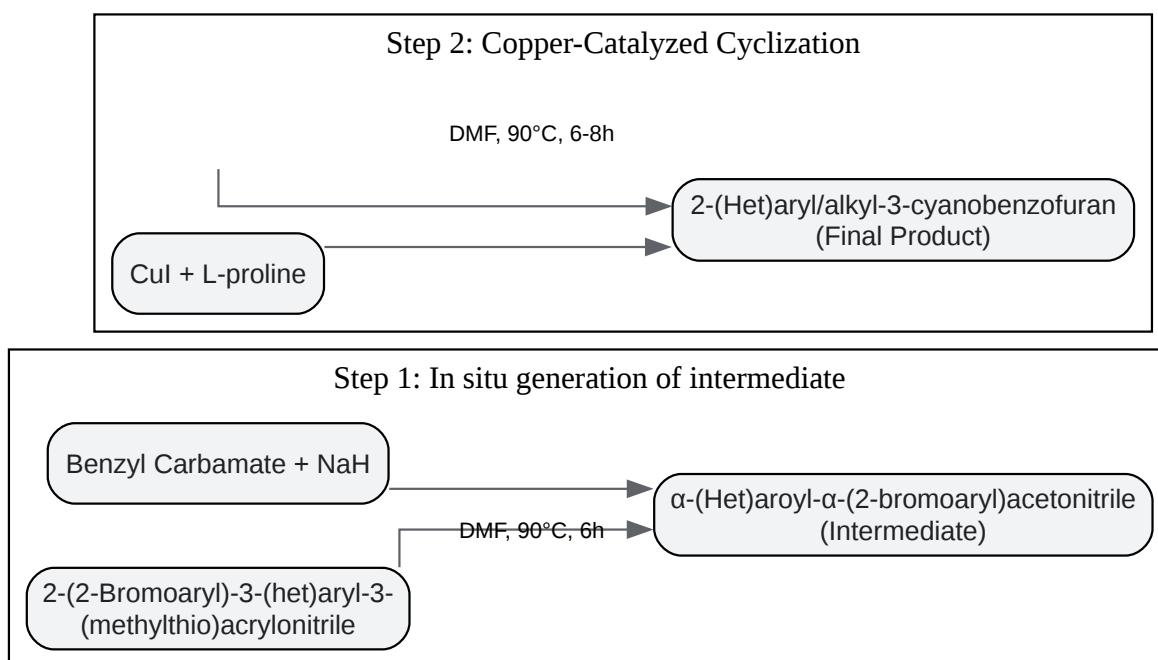 Step 2: Copper-Catalyzed Cyclization
DMF, 90°C, 6-8h
2-(Het)aryl/alkyl-3-cyanobenzofuran
(Final Product)
CuI + L-proline
Step 1: In situ generation of intermediate
Benzyl Carbamate + NaH
α-(Het)aroyl-α-(2-bromoaryl)acetonitrile
(Intermediate)
DMF, 90°C, 6h
2-(2-Bromoaryl)-3-(het)aryl-3-
(methylthio)acrylonitrile